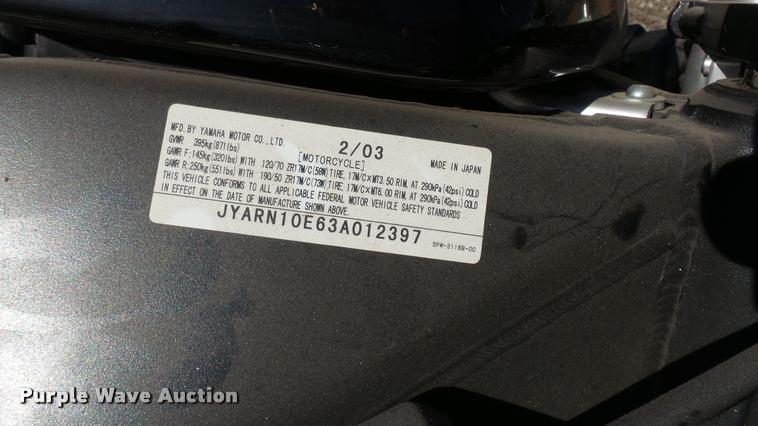 MFD. BY YAMAHA MOTOR CO., LTD. 2/03 MADE IN JAPAN
GVWR 395kg(871lbs) [MOTORCYCLE]
GAWR F:145kg(320lbs)WITH 120/70 ZR17M/C(58W)TIRE, 17M/C×MT3.50 RIM, AT 290kPa(42psi)COLD
GAWR R:250kg(551lbs)WITH 190/50 ZR17M/C(73W)TIRE, 17M/C×MT6.00 RIM, AT 290kPa(42psi)COLD
THIS VEHICLE CONFORMS TO ALL APPLICABLE FEDERAL MOTOR VEHICLE SAFETY STANDARDS
IN EFFECT ON THE DATE OF MANUFACTURE SHOWN ABOVE.
JYARN10E63A012397 5PW-2118B-00
Purple Wave Auction